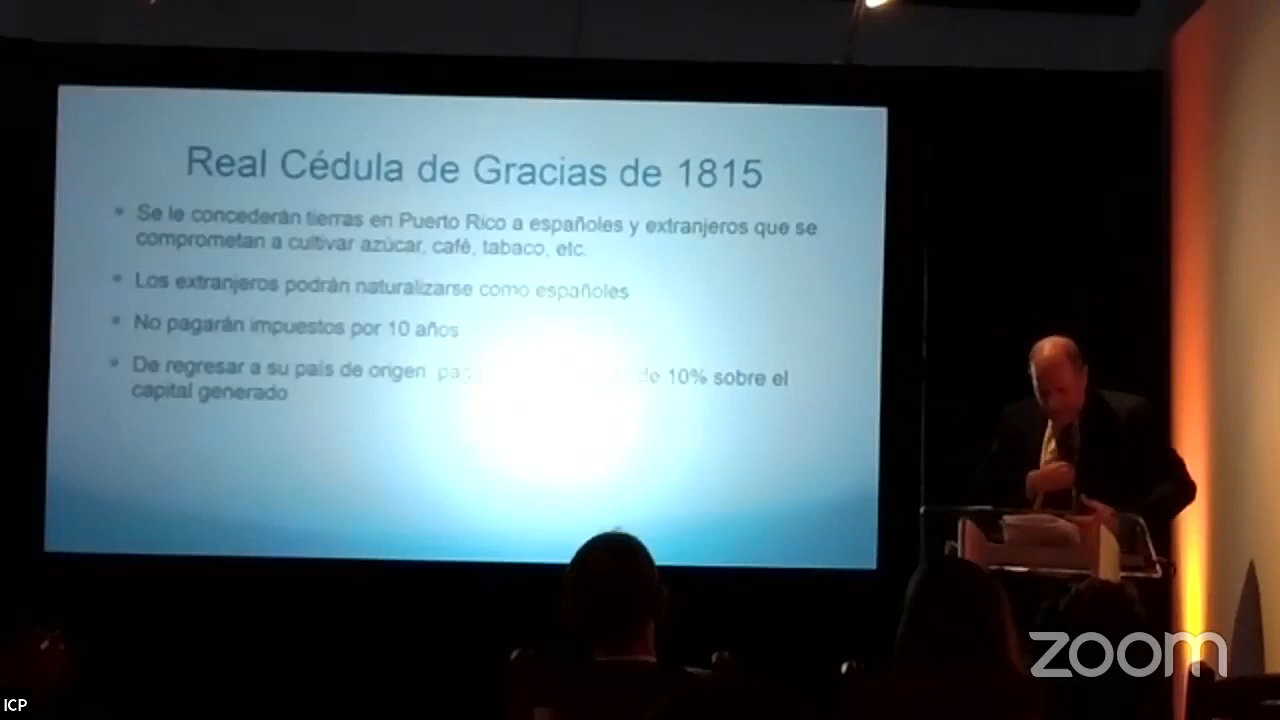 Real Cédula de Gracias de 1815
Se le concederán tierras en Puerto Rico a españoles y extranjeros que se
comprometan a cultivar azúcar, café, tabaco, etc.
Los extranjeros podrán naturalizarse como españoles
No pagarán impuestos por 10 años
De regresar a su país de origen de 10% sobre el
capital generado
zoom
ICP